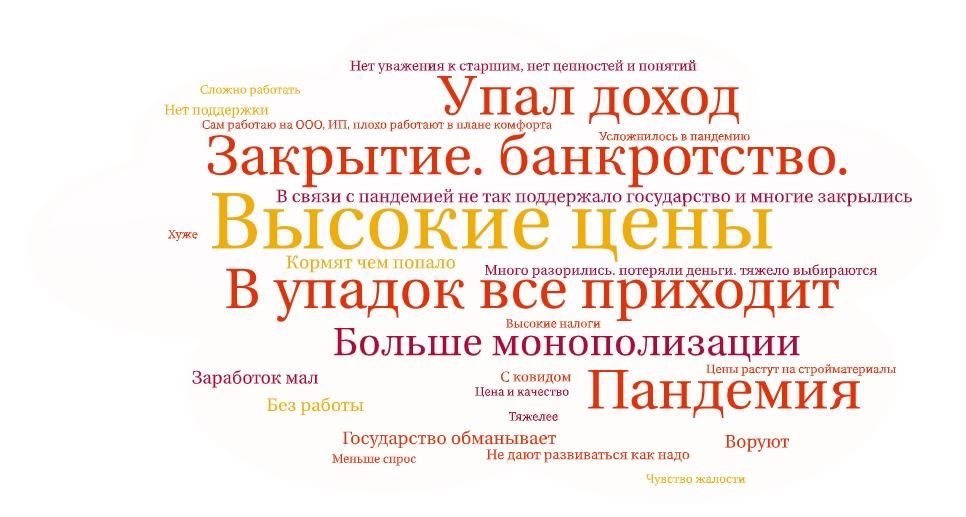 Нет уважения к старшим, нет ценностей и понятий
Сложно работать
Упал доход
Нет поддержки
Сам работаю на ООО, ИП, плохо работают в плане комфорта
Усложнилось в пандемию
Закрытие. банкротство.
В связи с пандемией не так поддержало государство и многие закрылись
Высокие цены
Хуже
Кормят чем попало
Много разорились. потеряли деньги. тяжело выбираются
В упадок все приходит
Высокие налоги
Больше монополизации
Цены растут на стройматериалы
Заработок мал
С ковидом
Цена и качество
Пандемия
Без работы
Тяжелее
Государство обманывает
Воруют
Меньше спрос
Не дают развиваться как надо
Чувство жалости